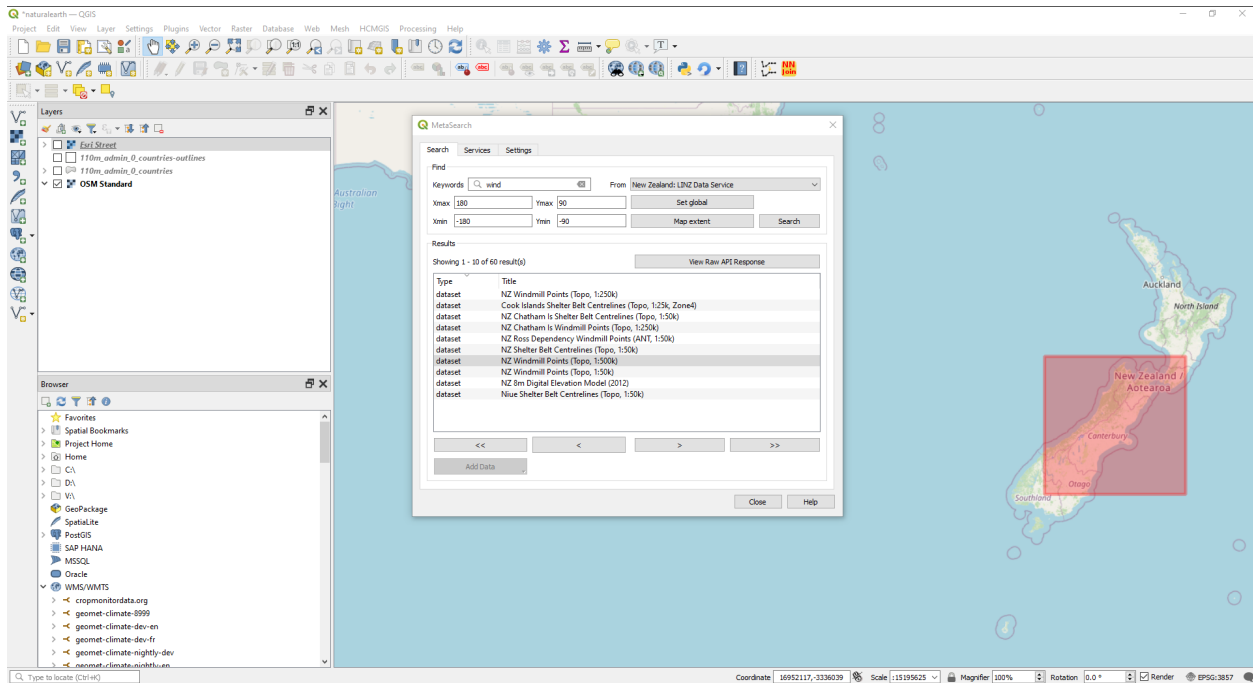 *naturalearth — QGIS
Project Edit View Layer Settings Plugins Vector Raster Database Web Mesh HCMGIS Processing Help
NN
Join
Layers
Esri Street
110m_admin_0_countries-outlines
110m_admin_0_countries
OSM Standard
Browser
Favorites
Spatial Bookmarks
Project Home
Home
C:\
D:\
V:\
GeoPackage
SpatiaLite
PostGIS
SAP HANA
MSSQL
Oracle
WMS/WMTS
cropmonitordata.org
geomet-climate-8999
geomet-climate-dev-en
geomet-climate-dev-fr
geomet-climate-nightly-dev
geomet-climate-nightly-en
Australian
Bight
MetaSearch
Search Services Settings
Find
Keywords wind From New Zealand: LINZ Data Service
Xmax 180 Ymax 90 Set global
Xmin -180 Ymin -90 Map extent Search
Results
Showing 1 - 10 of 60 result(s) View Raw API Response
Type Title
dataset NZ Windmill Points (Topo, 1:250k)
dataset Cook Islands Shelter Belt Centrelines (Topo, 1:25k, Zone4)
dataset NZ Chatham Is Shelter Belt Centrelines (Topo, 1:50k)
dataset NZ Chatham Is Windmill Points (Topo, 1:250k)
dataset NZ Ross Dependency Windmill Points (ANT, 1:50k)
dataset NZ Shelter Belt Centrelines (Topo, 1:50k)
dataset NZ Windmill Points (Topo, 1:500k)
dataset NZ Windmill Points (Topo, 1:50k)
dataset NZ 8m Digital Elevation Model (2012)
dataset Niue Shelter Belt Centrelines (Topo, 1:50k)
<< < > >>
Add Data
Close Help
Auckland
North Island
New Zealand /
Aotearoa
Canterbury
Otago
Southland
Type to locate (Ctrl+K) Coordinate 16952117,-3336039 Scale :15195625 Magnifier 100% Rotation 0.0 ° Render EPSG:3857